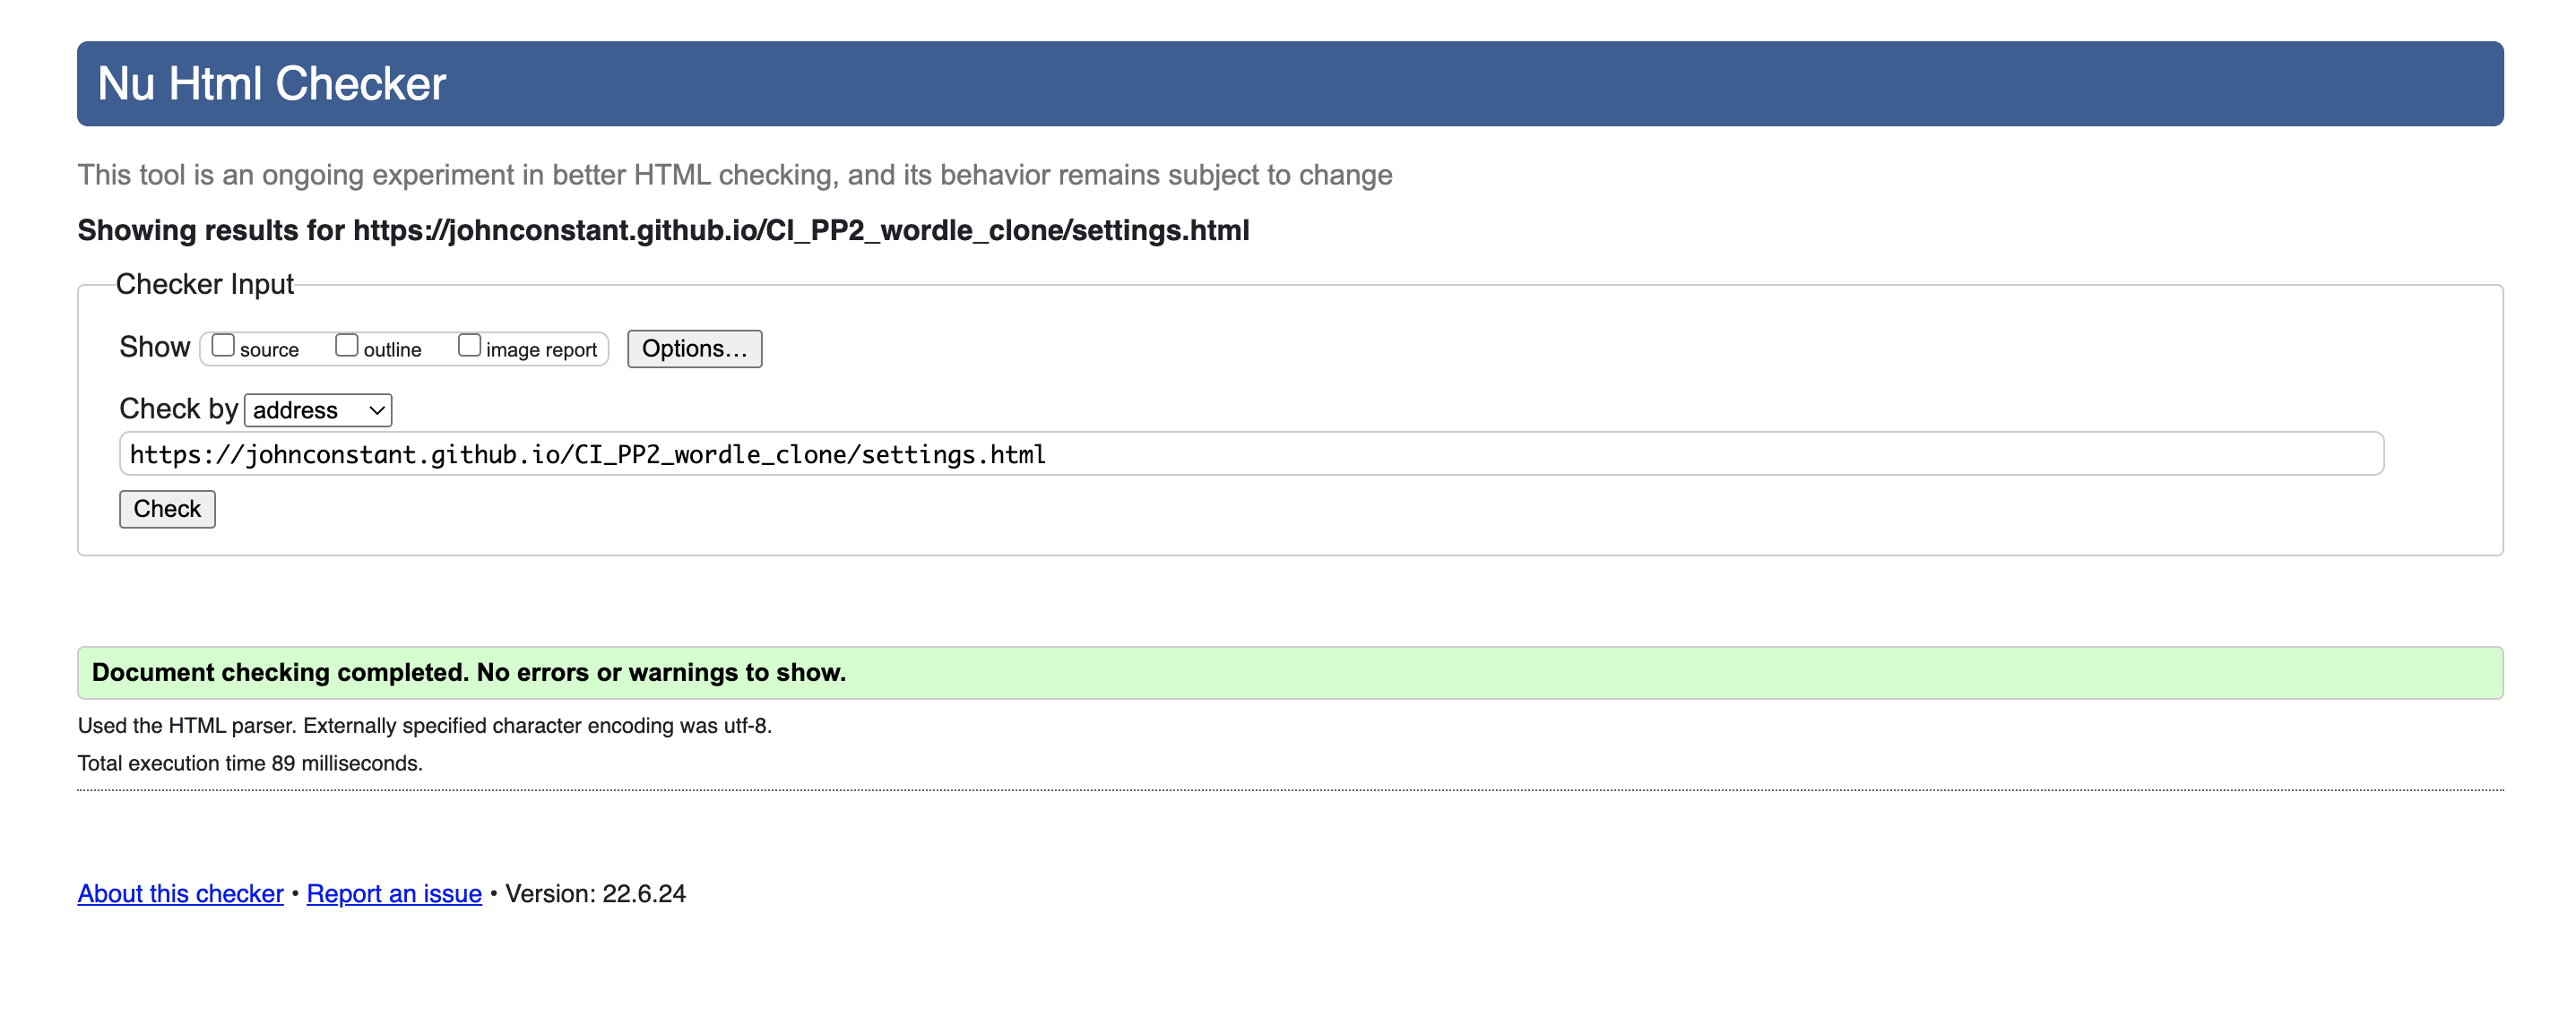 Nu Html Checker
This tool is an ongoing experiment in better HTML checking, and its behavior remains subject to change
Showing results for https://johnconstant.github.io/CI_PP2_wordle_clone/settings.html
Checker Input
Show source outline image report Options...
Check by address
https://johnconstant.github.io/CI_PP2_wordle_clone/settings.html
Check
Document checking completed. No errors or warnings to show.
Used the HTML parser. Externally specified character encoding was utf-8.
Total execution time 89 milliseconds.
About this checker • Report an issue • Version: 22.6.24